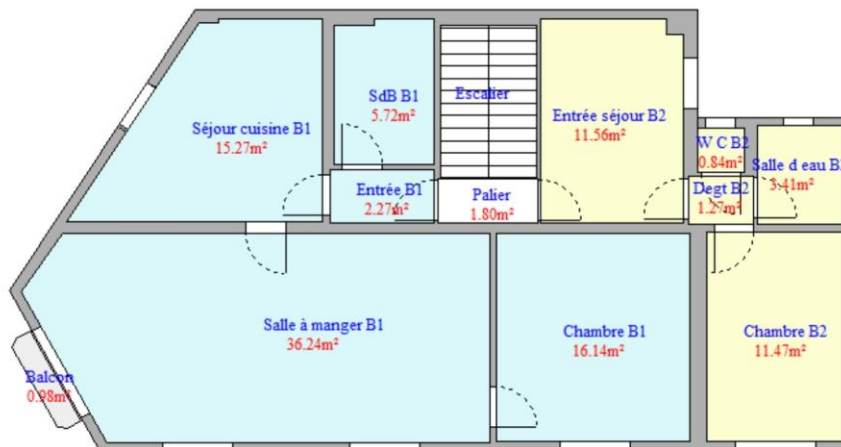 SdB B1
5.72m²
Escalier
Séjour cuisine B1
15.27m²
Entrée séjour B2
11.56m²
W C B2
0.84m²
Salle d eau B2
3.41m²
Entrée B1
2.27m²
Palier
1.80m²
Degt B2
1.27m²
Salle à manger B1
36.24m²
Chambre B1
16.14m²
Chambre B2
11.47m²
Balcon
0.98m²